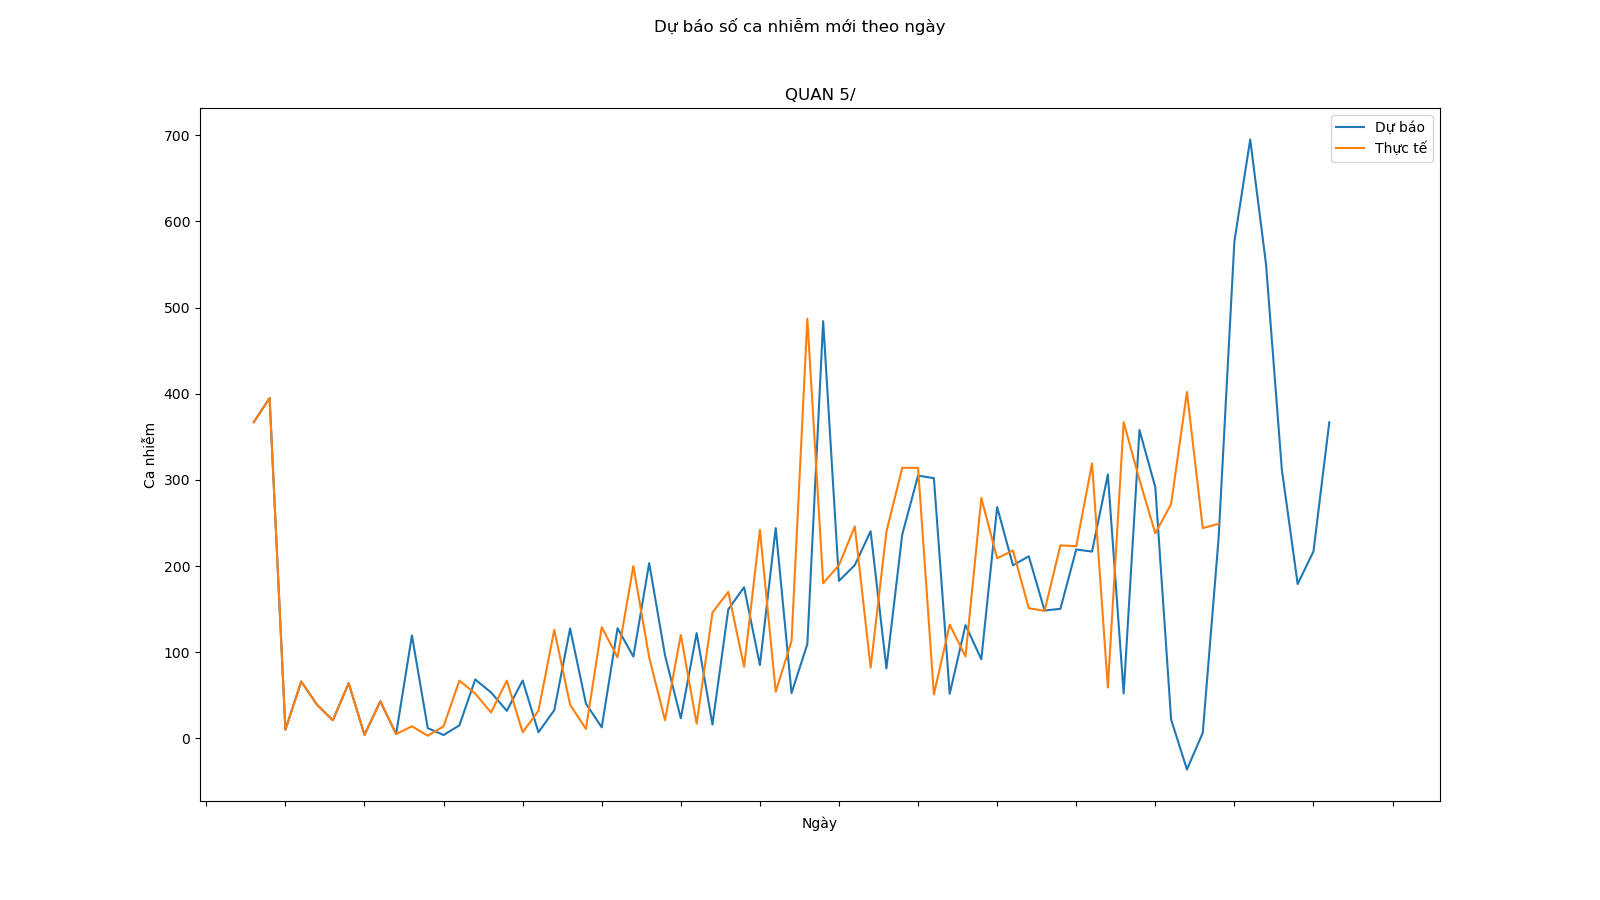 Dự báo số ca nhiễm mới theo ngày
QUAN 5/
Dự báo
Thực tế
700
600
500
400
300
200
100
0
Ca nhiễm
Ngày